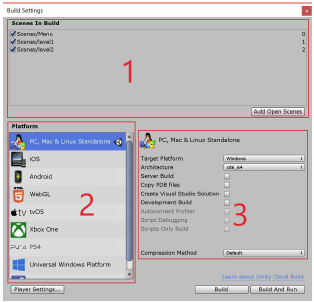 Build Settings
Scenes In Build
Scenes/Menu 0
Scenes/level1 1
Scenes/level2 2
1
Add Open Scenes
Platform
PC, Mac & Linux Standalone
iOS
Android
WebGL
tvOS
Xbox One
PS4
Universal Windows Platform
2
PC, Mac & Linux Standalone
Target Platform Windows
Architecture x86_64
Server Build
Copy PDB files
Create Visual Studio Solution
Development Build
Autoconnect Profiler
Script Debugging
Scripts Only Build
3
Compression Method Default
Learn about Unity Cloud Build
Player Settings...
Build
Build And Run